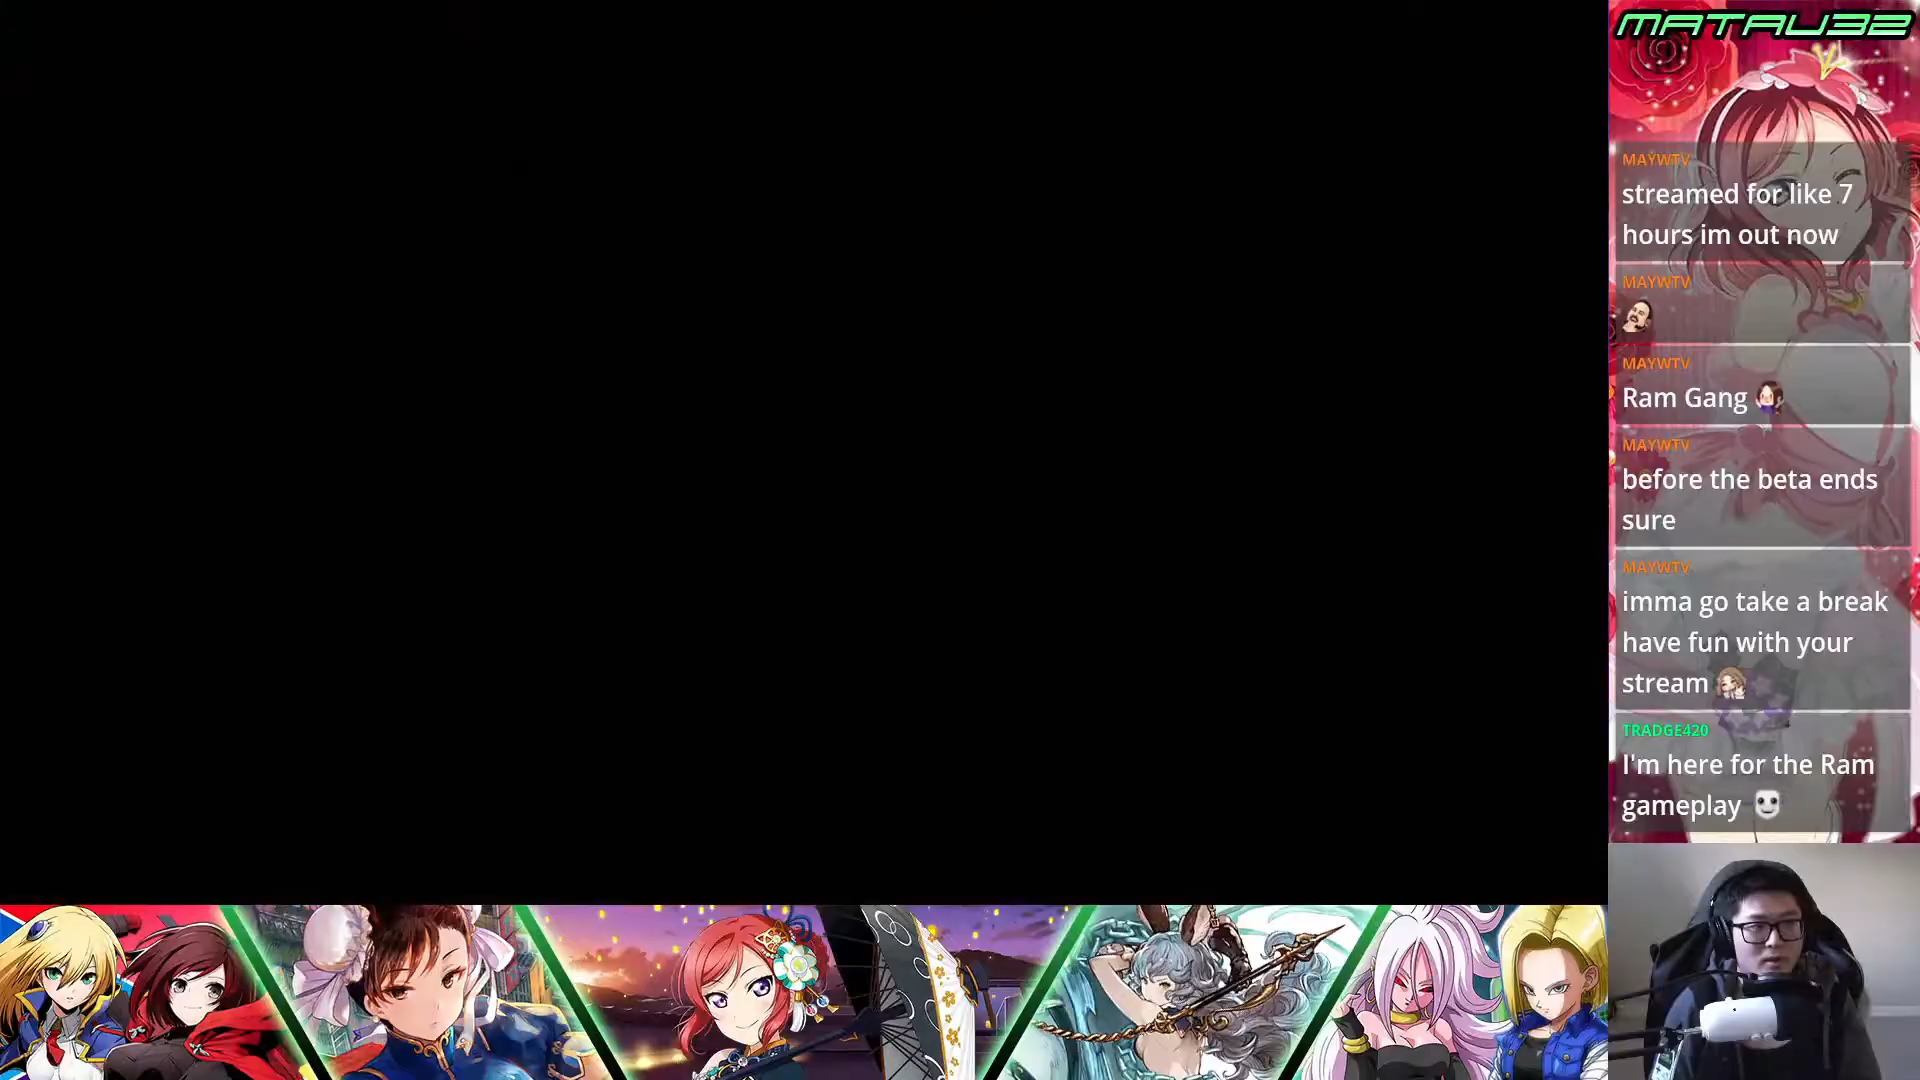 MATAU32
MAYWTV
streamed for like 7
hours im out now
MAYWTV
MAYWTV
Ram Gang
MAYWTV
before the beta ends
sure
MAYWTV
imma go take a break
have fun with your
stream
TRADGE420
I'm here for the Ram
gameplay